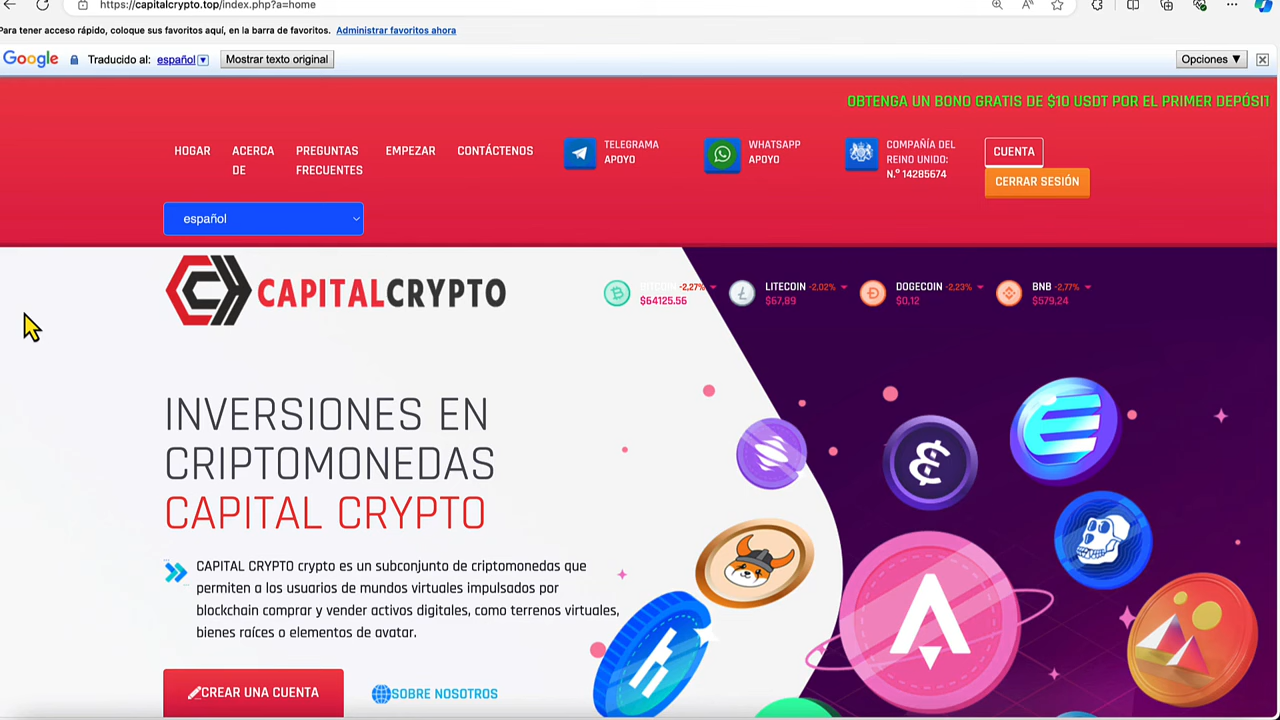 https://capitalcrypto.top/index.php?a=home
Para tener acceso rápido, coloque sus favoritos aquí, en la barra de favoritos. Administrar favoritos ahora
Google Traducido al: español Mostrar texto original Opciones ▼
OBTENGA UN BONO GRATIS DE $10 USDT POR EL PRIMER DEPÓSIT
HOGAR
ACERCA
DE
PREGUNTAS
FRECUENTES
EMPEZAR
CONTÁCTENOS
TELEGRAMA
APOYO
WHATSAPP
APOYO
COMPAÑÍA DEL
REINO UNIDO:
N.º 14285674
CUENTA
CERRAR SESIÓN
español
CAPITALCRYPTO
BITCOIN -2,27%
$64125.56
LITECOIN -2,02%
$67,89
DOGECOIN -2,23%
$0,12
BNB -2,77%
$579,24
INVERSIONES EN
CRIPTOMONEDAS
CAPITAL CRYPTO
CAPITAL CRYPTO crypto es un subconjunto de criptomonedas que
permiten a los usuarios de mundos virtuales impulsados por
blockchain comprar y vender activos digitales, como terrenos virtuales,
bienes raíces o elementos de avatar.
CREAR UNA CUENTA
SOBRE NOSOTROS